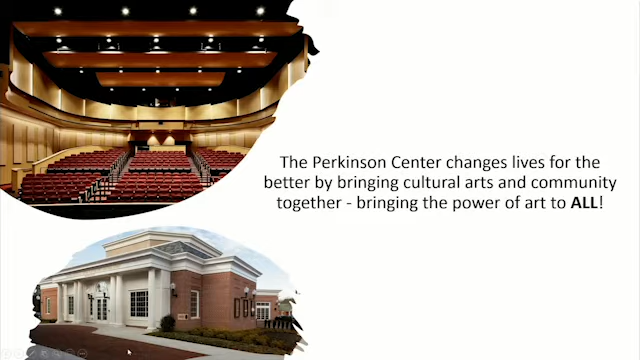 The Perkinson Center changes lives for the
better by bringing cultural arts and community
together - bringing the power of art to ALL!